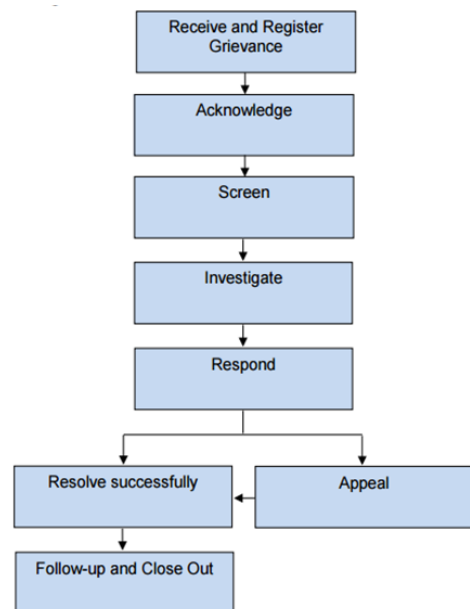 Receive and Register
Grievance
Acknowledge
Screen
Investigate
Respond
Resolve successfully
Appeal
Follow-up and Close Out